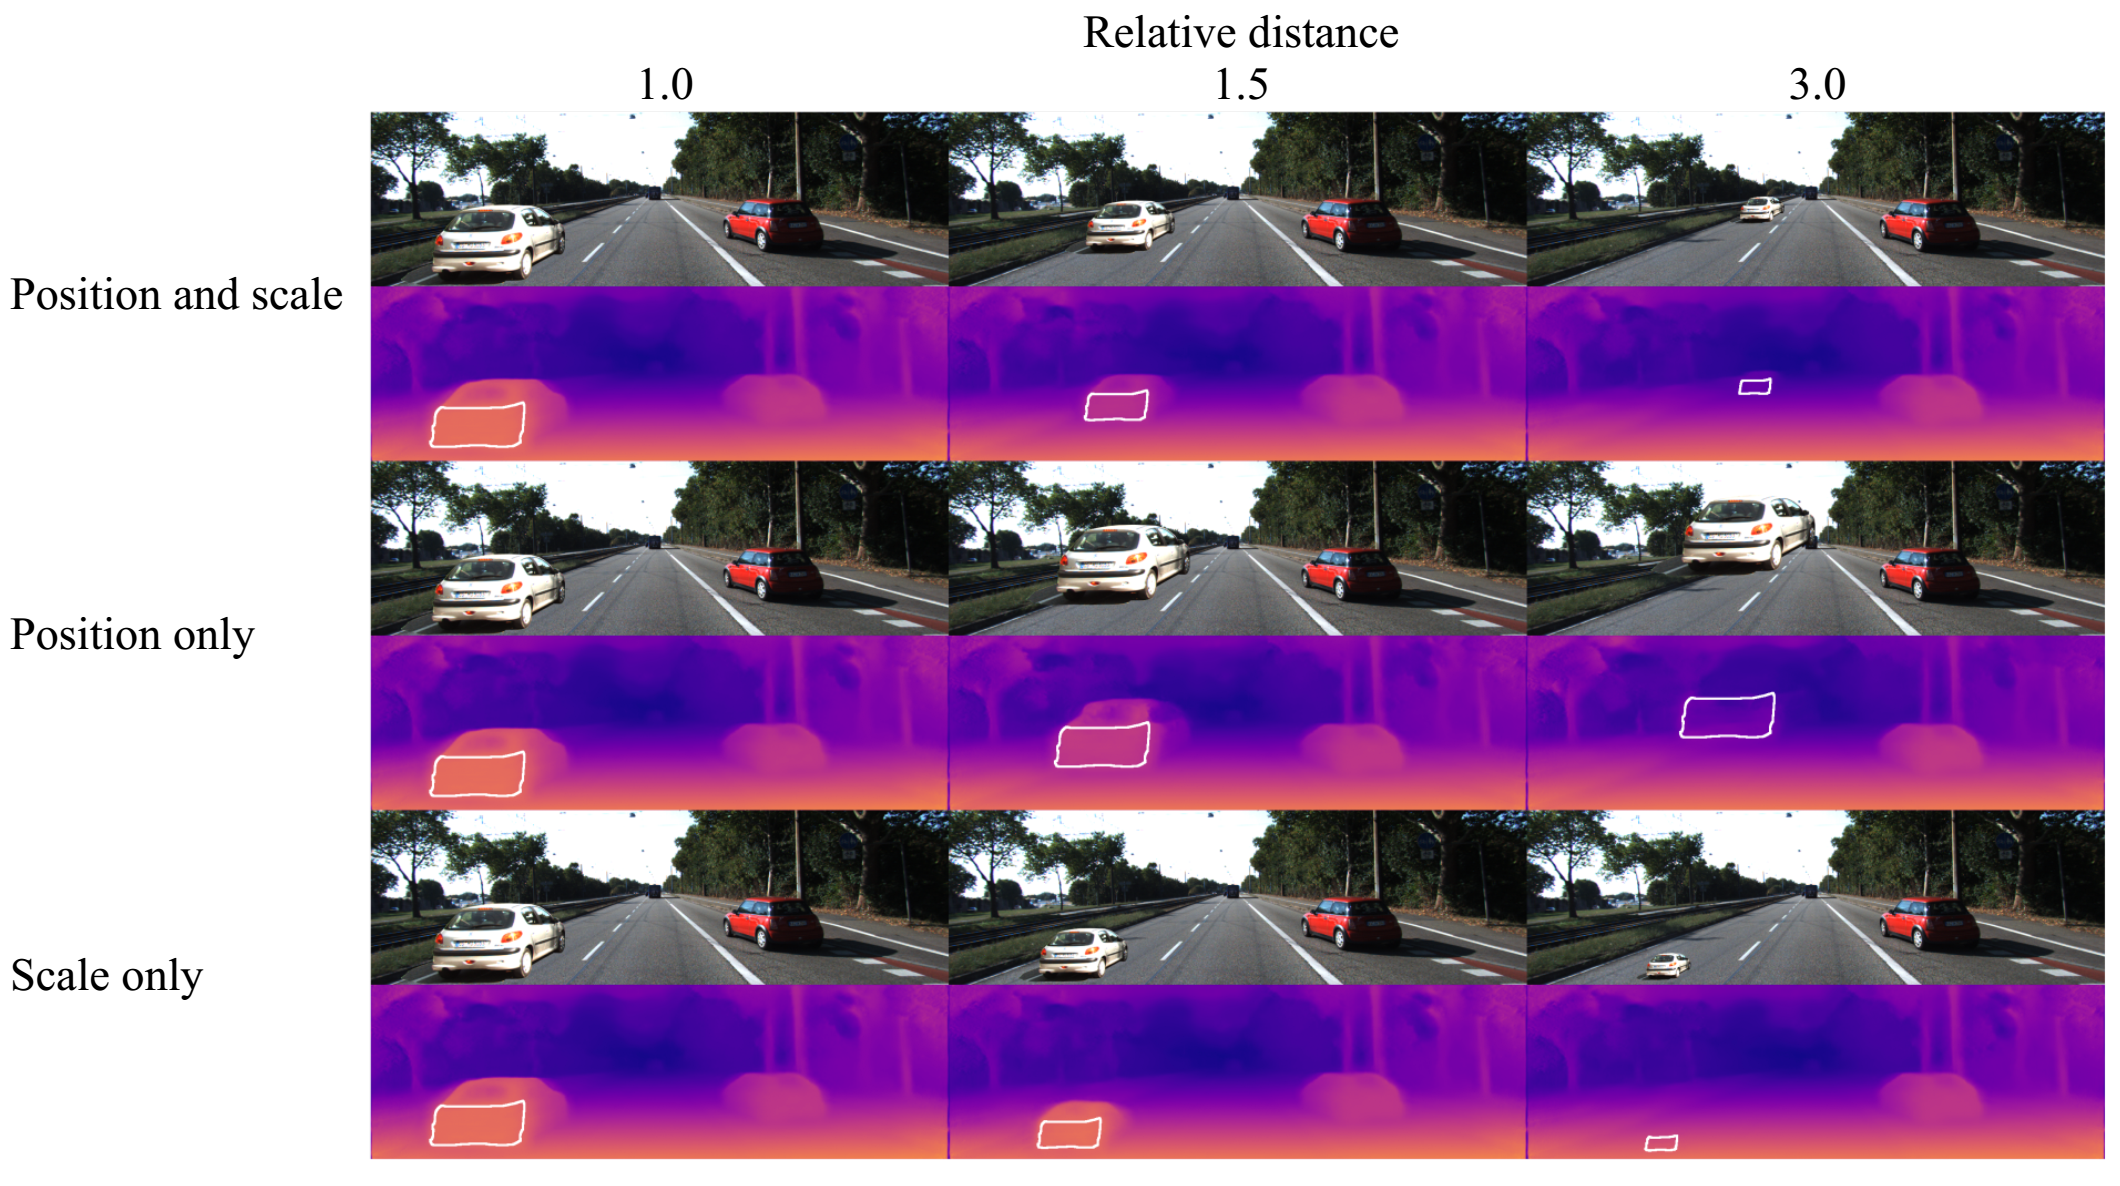 Relative distance
1.0 1.5 3.0
Position and scale
Position only
Scale only